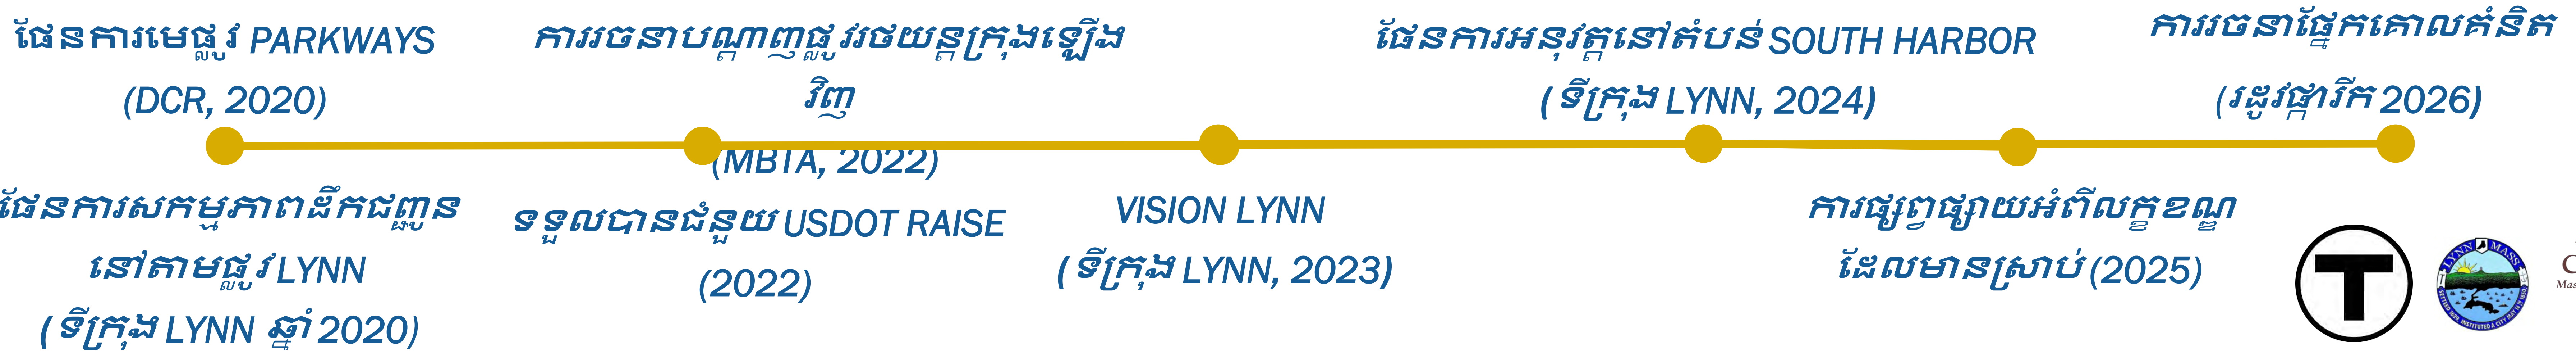 ផែនការមេផ្លូវ PARKWAYS
(DCR, 2020)
ផែនការសកម្មភាពដឹកជញ្ជូន
នៅតាមផ្លូវ LYNN
(ទីក្រុង LYNN ឆ្នាំ 2020)
ការរចនាបណ្តាញផ្លូវរថយន្តក្រុងឡើង
វិញ
(MBTA, 2022)
ទទួលបានជំនួយ USDOT RAISE
(2022)
VISION LYNN
(ទីក្រុង LYNN, 2023)
ផែនការអនុវត្តនៅតំបន់ SOUTH HARBOR
(ទីក្រុង LYNN, 2024)
ការផ្សព្វផ្សាយអំពីលក្ខខណ្ឌ
ដែលមានស្រាប់ (2025)
ការរចនាផ្នែកគោលគំនិត
(រដូវផ្ការីក 2026)
T
LYNN MASS.